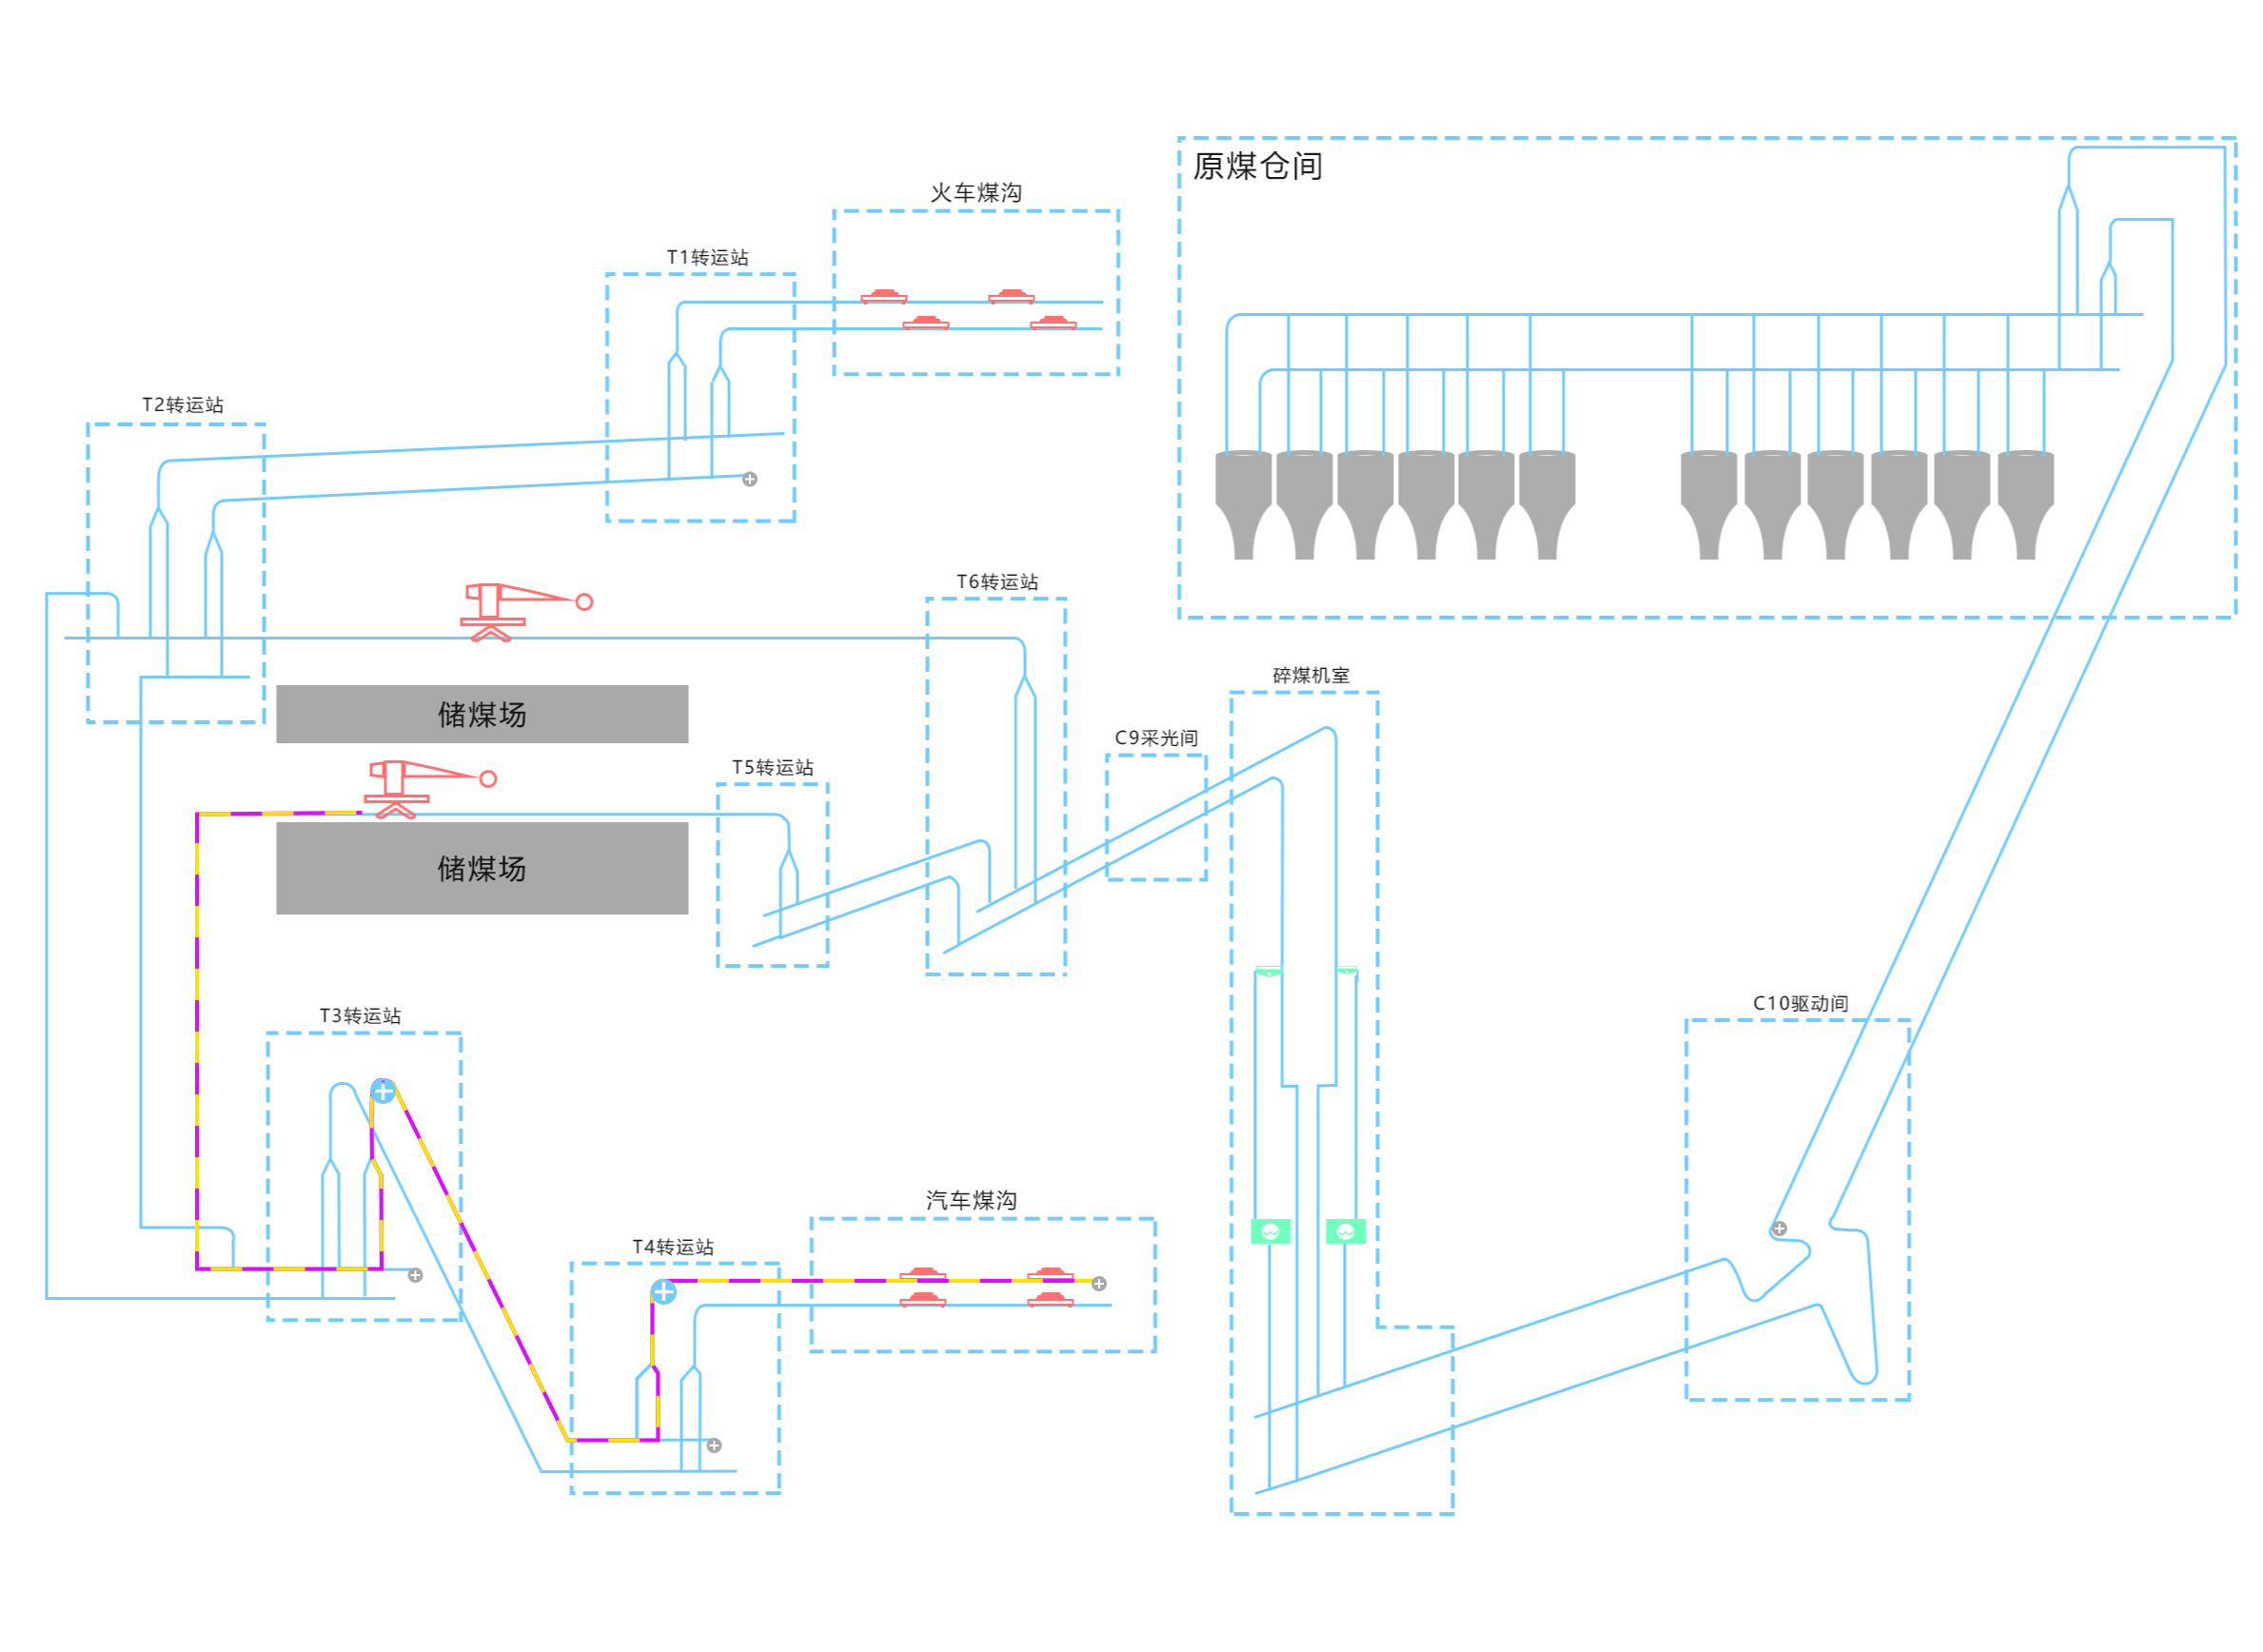 原煤仓间
火车煤沟
T1转运站
T2转运站
T6转运站
碎煤机室
储煤场
C9采光间
T5转运站
储煤场
C10驱动间
T3转运站
汽车煤沟
T4转运站